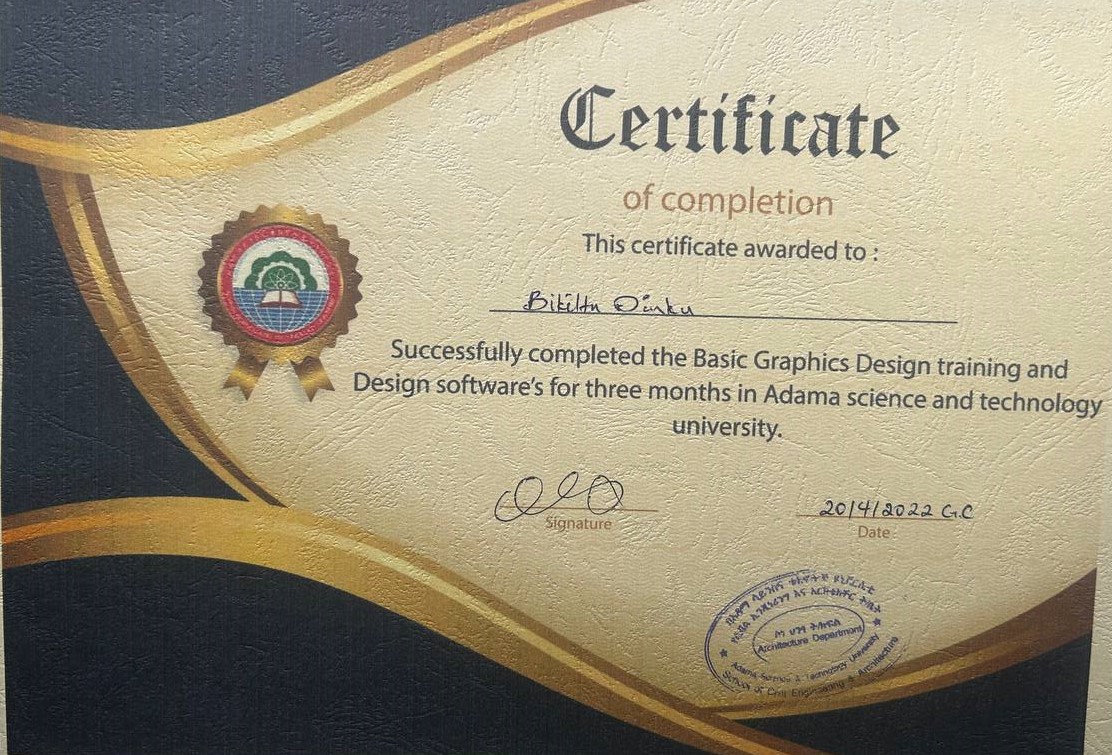 Certificate
of completion
This certificate awarded to :
Bikiltu Dinku
Successfully completed the Basic Graphics Design training and
Design software's for three months in Adama science and technology
university.
Signature
20/4/2022 G.C
Date
Architecture Department
Adama Science & Technology University
of Civil Engineering & Architecture